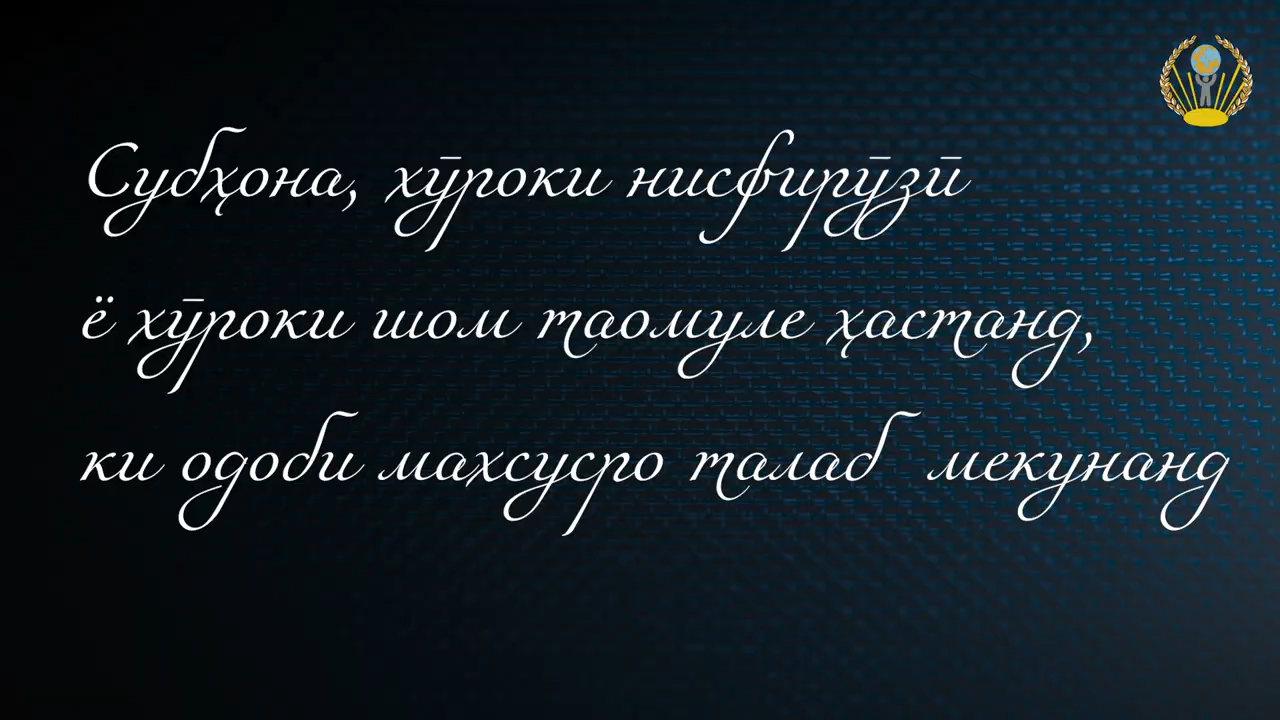 Субҳона, хӯроки нисфирӯзӣ
ё хӯроки шом таомуле ҳастанд,
ки одоби махсусро талаб мекунанд